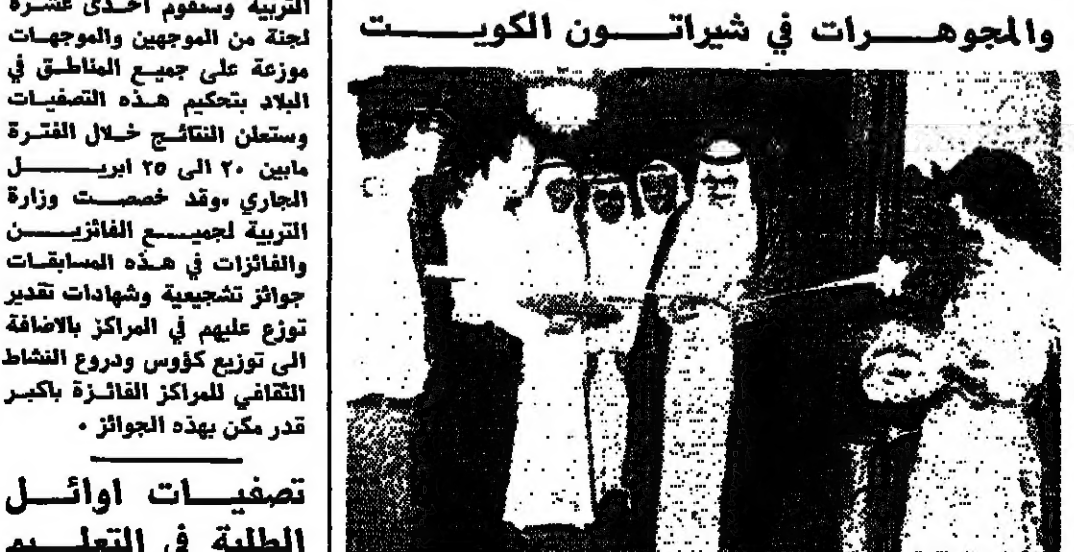 والمجوهرات في شيراتون الكويت
التربية وستقوم احدى عشرة
لجنة من الموجهين والموجهات
موزعة على جميع المناطق في
البلاد بتحكيم هذه التصفيات
وستعلن النتائج خلال الفترة
مابين ٢٠ الى ٢٥ ابريل
الجاري .وقد خصصت وزارة
التربية لجميع الفائزين
والفائزات في هذه المسابقات
جوائز تشجيعية وشهادات تقدير
توزع عليهم في المراكز بالاضافة
الى توزيع كؤوس ودروع النشاط
الثقافي للمراكز الفائزة باكبر
قدر مكن بهذه الجوائز .
تصفيات اوائل
الطلبة في التعليم